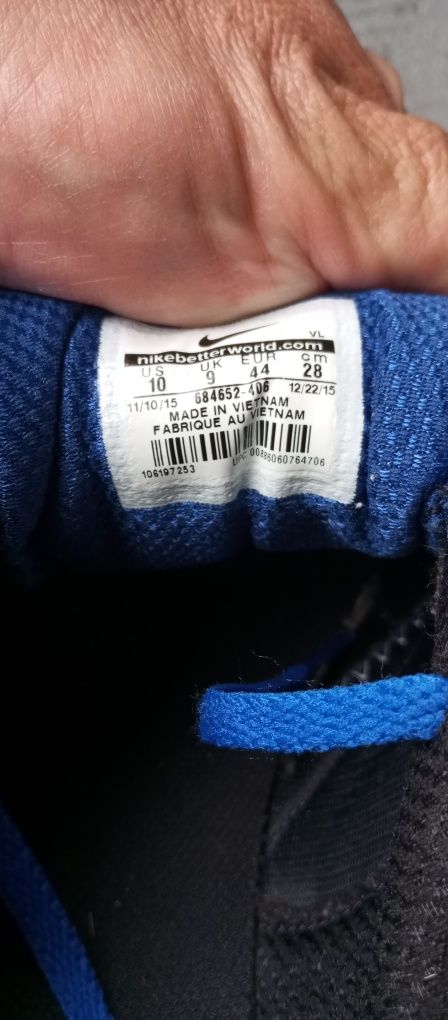 VL
nikebetterworld.com
US UK EUR cm
10 9 44 28
11/10/15 684652-406 12/22/15
MADE IN VIETNAM
FABRIQUE AU VIETNAM
106197253 UPC 00886060764706